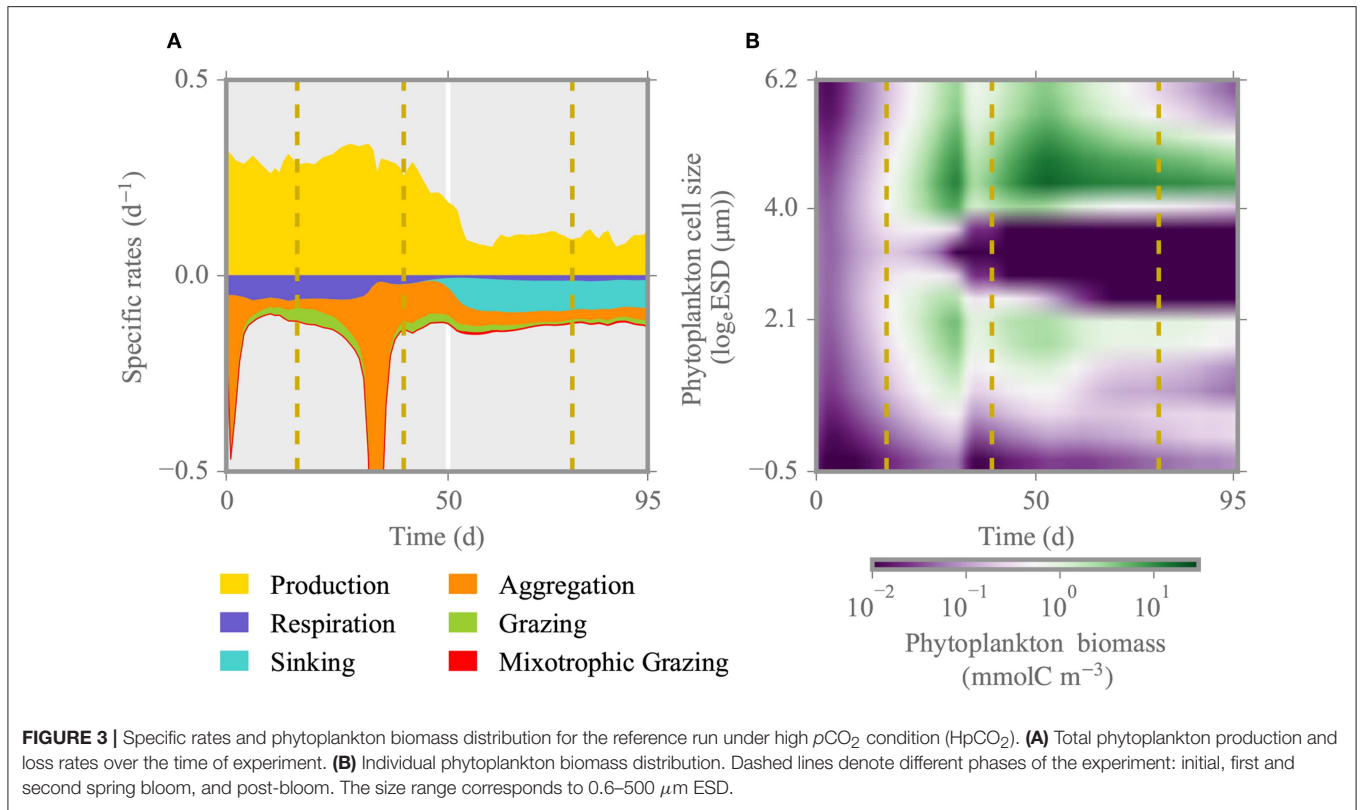 A
B
0.5
0.0
−0.5
Specific rates (d⁻¹)
0
50
95
Time (d)
6.2
4.0
2.1
−0.5
Phytoplankton cell size
(logₑESD (μm))
0
50
95
Time (d)
Production
Aggregation
Respiration
Grazing
Sinking
Mixotrophic Grazing
10⁻² 10⁻¹ 10⁰ 10¹
Phytoplankton biomass
(mmolC m⁻³)
FIGURE 3 | Specific rates and phytoplankton biomass distribution for the reference run under high pCO₂ condition (HpCO₂). (A) Total phytoplankton production and
loss rates over the time of experiment. (B) Individual phytoplankton biomass distribution. Dashed lines denote different phases of the experiment: initial, first and
second spring bloom, and post-bloom. The size range corresponds to 0.6–500 μm ESD.